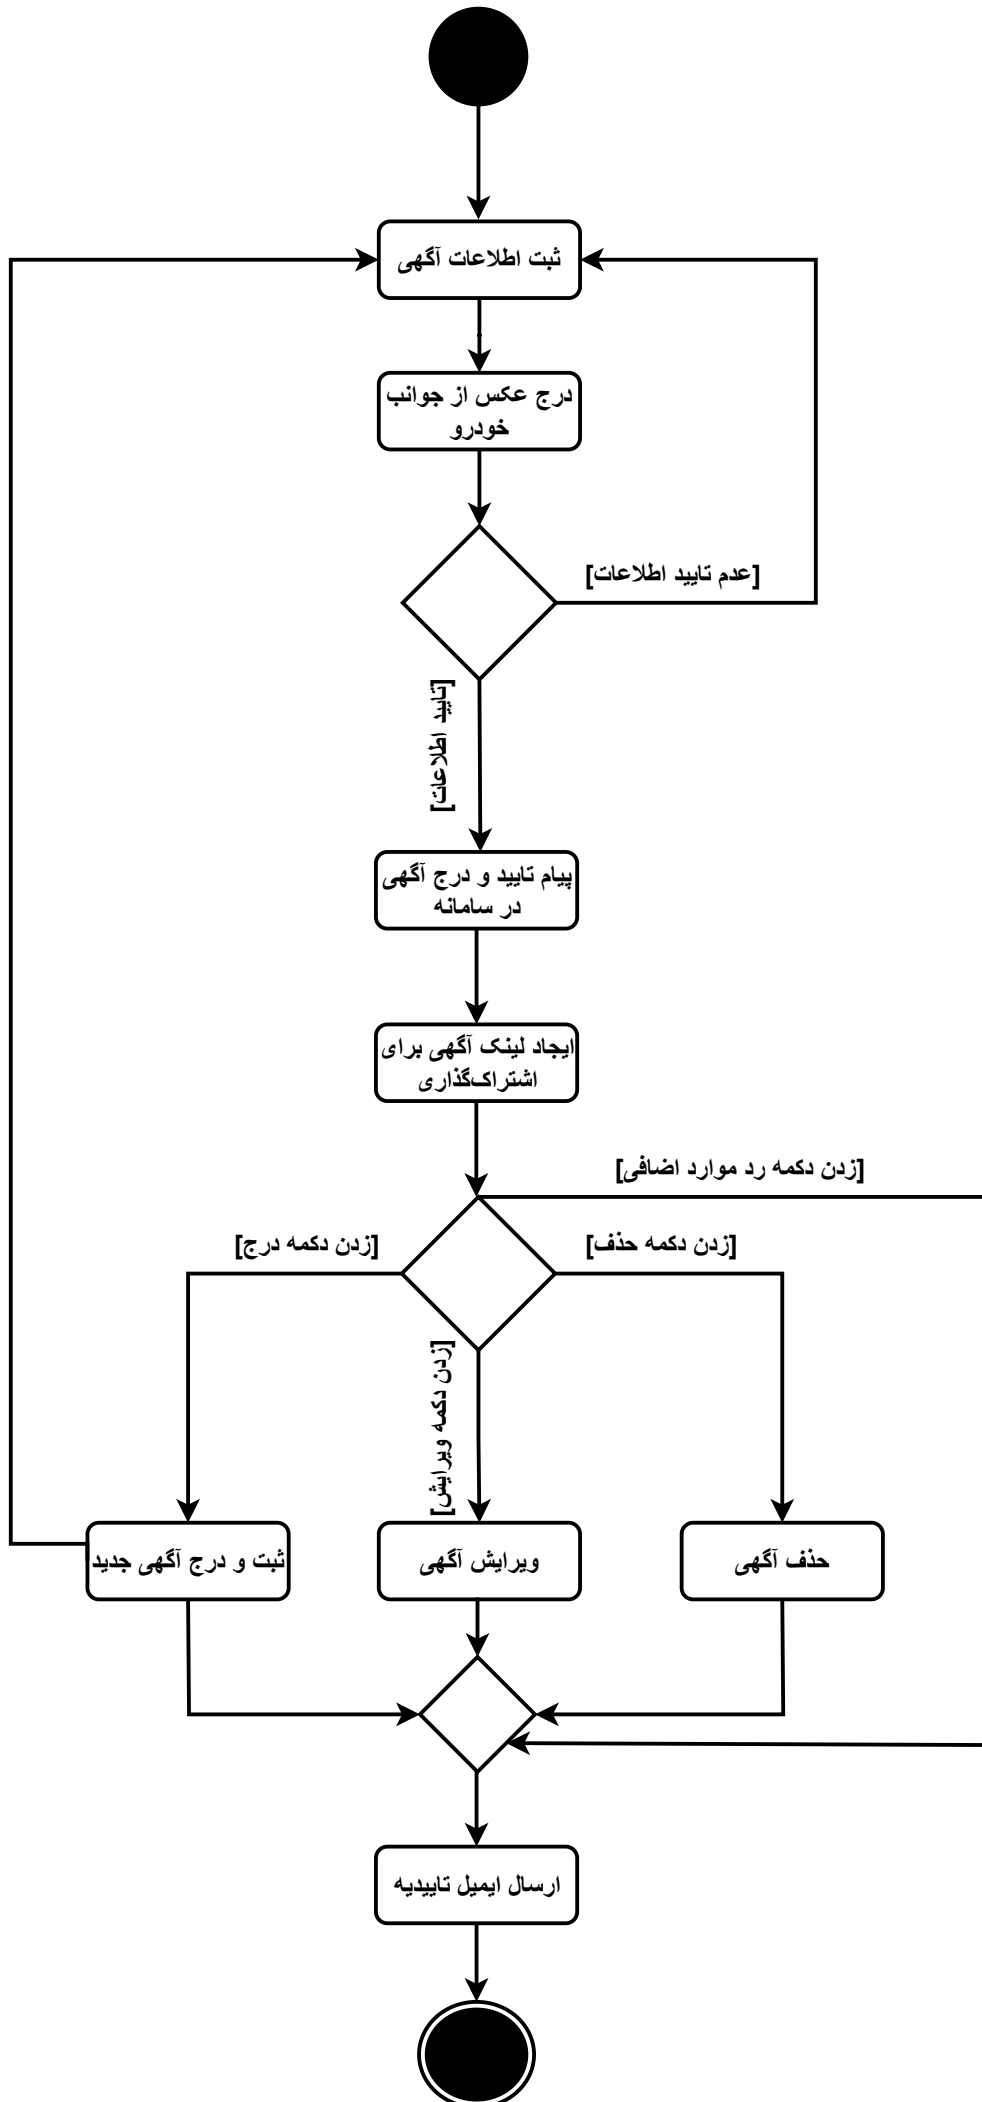 ثبت اطلاعات آگهی
درج عکس از جوانب
خودرو
[عدم تایید اطلاعات]
[تایید اطلاعات]
پیام تایید و درج آگهی
در سامانه
ایجاد لینک آگهی برای
اشتراک‌گذاری
[زدن دکمه رد موارد اضافی]
[زدن دکمه حذف]
[زدن دکمه درج]
[زدن دکمه ویرایش]
حذف آگهی
ویرایش آگهی
ثبت و درج آگهی جدید
ارسال ایمیل تاییدیه